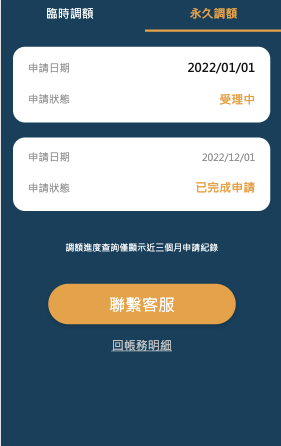 臨時調額 永久調額
申請日期 2022/01/01
申請狀態 受理中
申請日期 2022/12/01
申請狀態 已完成申請
調額進度查詢僅顯示近三個月申請紀錄
聯繫客服
回帳務明細